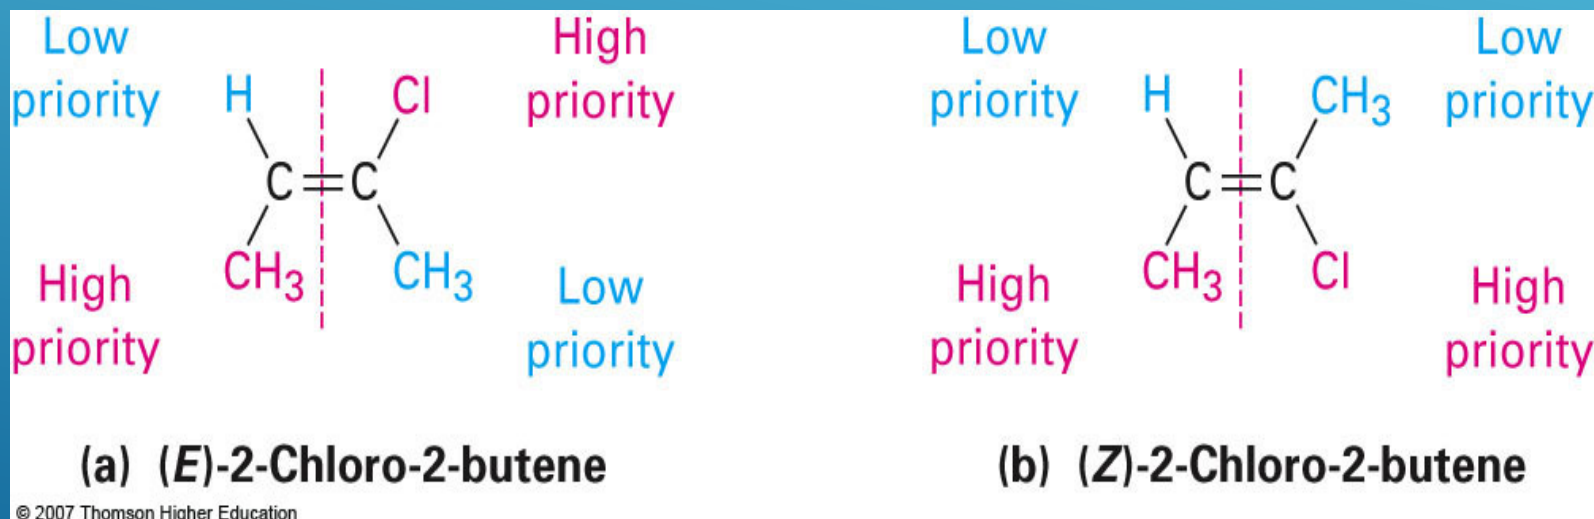 Low
priority
H
Cl
High
priority
C=C
High
priority
CH3
CH3
Low
priority
(a) (E)-2-Chloro-2-butene
Low
priority
H
CH3
Low
priority
C=C
High
priority
CH3
Cl
High
priority
(b) (Z)-2-Chloro-2-butene
© 2007 Thomson Higher Education